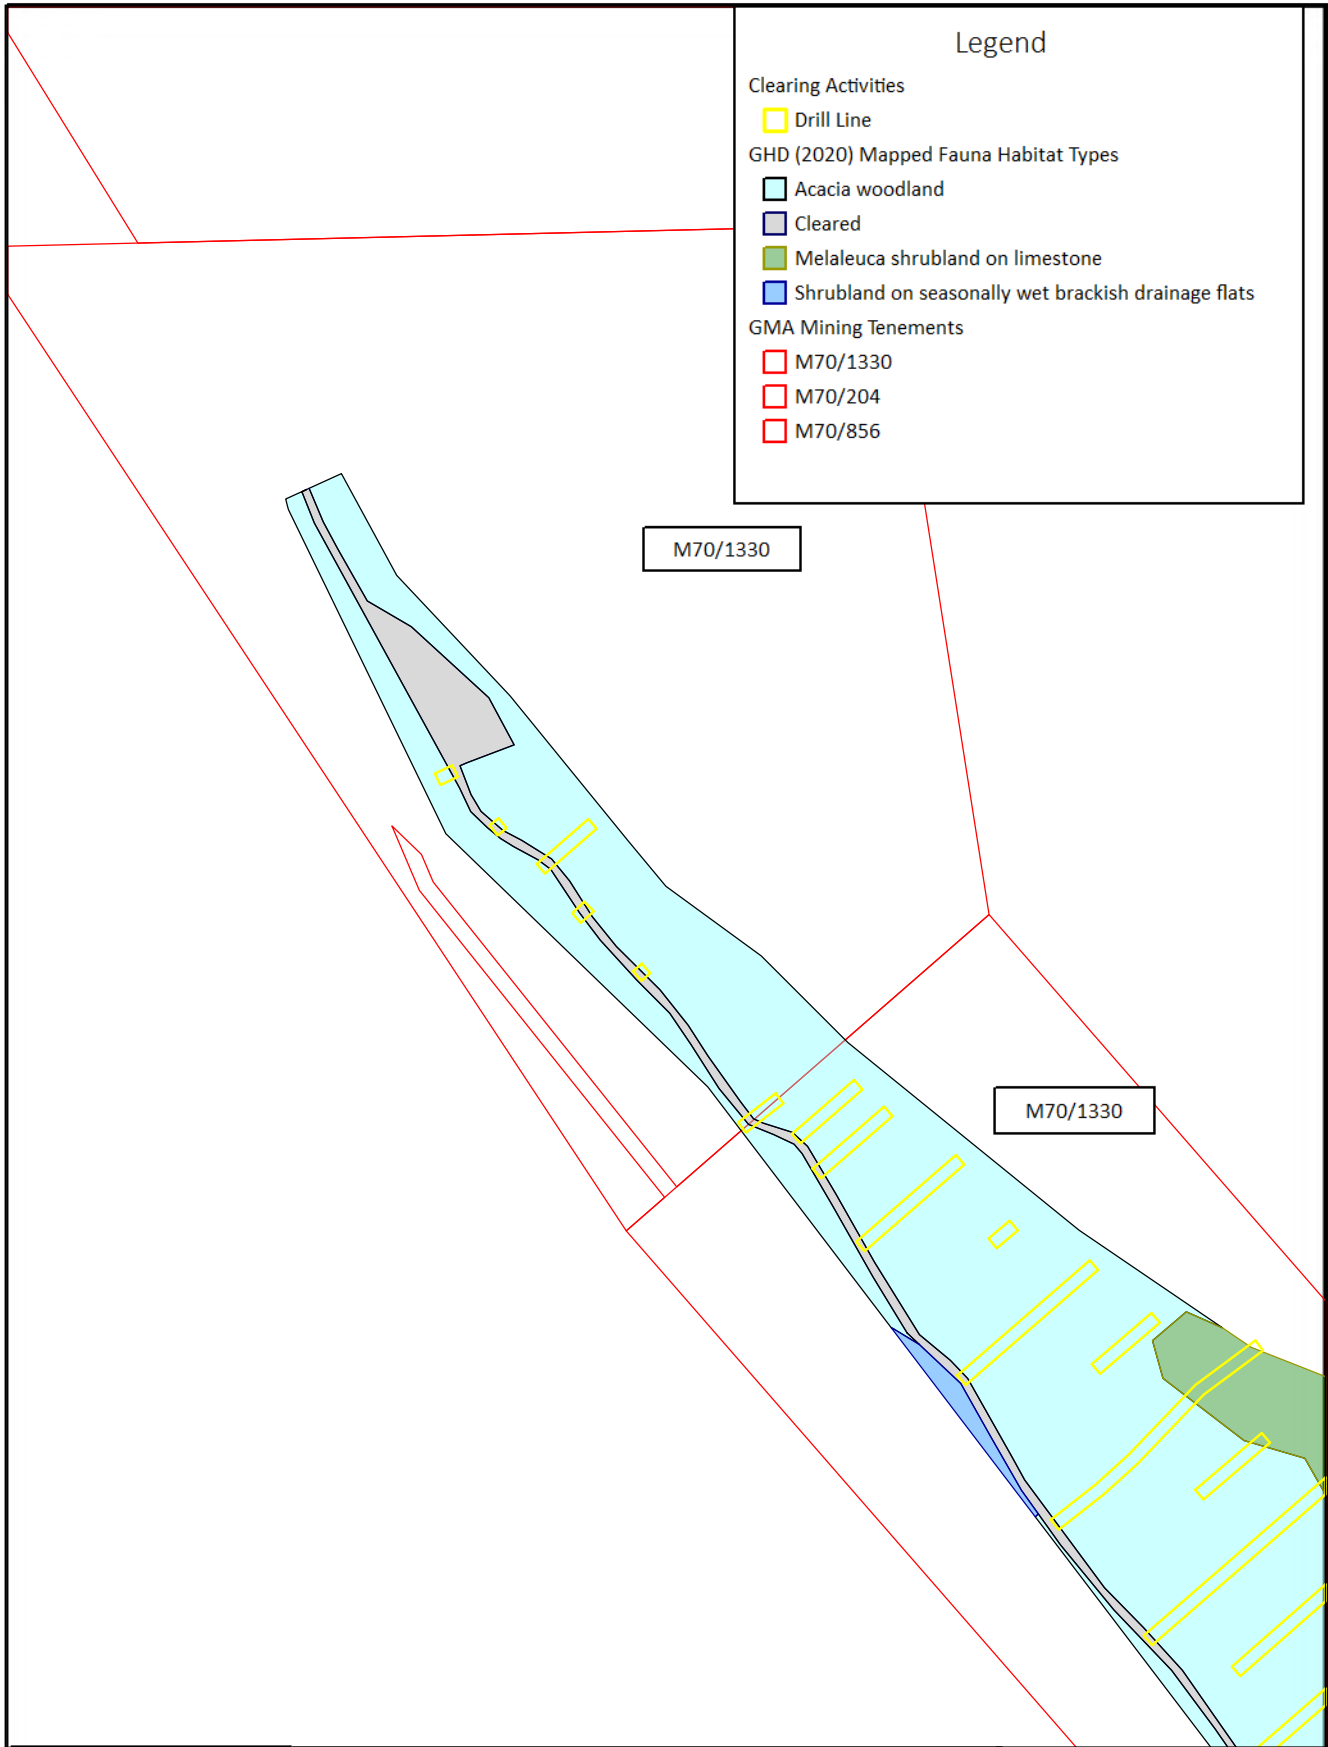 Legend
Clearing Activities
Drill Line
GHD (2020) Mapped Fauna Habitat Types
Acacia woodland
Cleared
Melaleuca shrubland on limestone
Shrubland on seasonally wet brackish drainage flats
GMA Mining Tenements
M70/1330
M70/204
M70/856
M70/1330
M70/1330